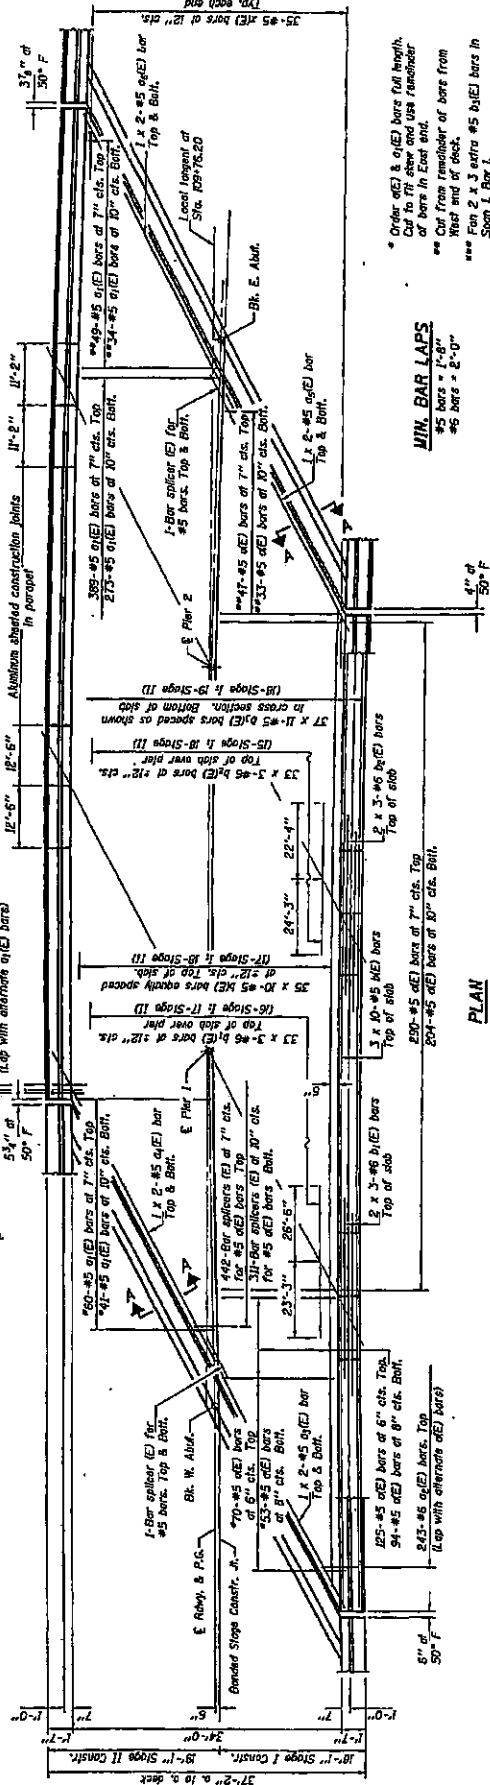 35-#5 x(E) bars at 12" cts.
Typ. each end
3⅞" at
50° F
1 x 2-#5 a6(E) bar
Top & Bott.
Local tangent at
Sta. 109+76.20
Bk. E. Abut.
**49-#5 a1(E) bars at 7" cts. Top
**34-#5 a1(E) bars at 10" cts. Bott.
11'-2"
11'-2"
Aluminum sheeted construction joints
in parapet
389-#5 a1(E) bars at 7" cts. Top
273-#5 a1(E) bars at 10" cts. Bott.
1-Bar splicer (E) for
#5 bars. Top & Bott.
**47-#5 a(E) bars at 7" cts. Top
**33-#5 a(E) bars at 10" cts. Bott.
1 x 2-#5 a5(E) bar
Top & Bott.
A
A
4" at
50° F
* Order a(E) & a1(E) bars full length.
Cut to fit skew and use remainder
of bars in East end.
** Cut from remainder of bars from
West end of deck.
*** Fan 2 x 3 extra #5 b3(E) bars in
Span 1, Bay 1.
MIN. BAR LAPS
#5 bars = 1'-8"
#6 bars = 2'-0"
℄ Pier 2
37 x 11-#5 b3(E) bars spaced as shown
in cross section. Bottom of slab
(18-Stage I; 19-Stage II)
33 x 3-#6 b2(E) bars at ±12" cts.
Top of slab over pier
(15-Stage I; 18-Stage II)
12'-6"
12'-6"
22'-4"
24'-3"
2 x 3-#6 b2(E) bars
Top of slab
35 x 10-#5 b(E) bars equally spaced
at ±12" cts. Top of slab.
(17-Stage I; 18-Stage II)
3 x 10-#5 b(E) bars
Top of slab
290-#5 a(E) bars at 7" cts. Top
204-#5 a(E) bars at 10" cts. Bott.
33 x 3-#6 b1(E) bars at ±12" cts.
Top of slab over pier
(16-Stage I; 17-Stage II)
℄ Pier 1
2 x 3-#6 b1(E) bars
Top of slab
PLAN
(Lap with alternate a1(E) bars)
5¾" at
50° F
*60-#5 a1(E) bars at 7" cts. Top
*41-#5 a1(E) bars at 10" cts. Bott.
1 x 2-#5 a4(E) bar
Top & Bott.
A
A
442-Bar splicers (E) at 7" cts.
for #5 a(E) bars Top
311-Bar splicers (E) at 10" cts.
for #5 a(E) bars Bott.
26'-6"
23'-3"
1-Bar splicer (E) for
#5 bars. Top & Bott.
Bk. W. Abut.
*70-#5 a(E) bars
at 6" cts. Top
*53-#5 a(E) bars
at 8" cts. Bott.
1 x 2-#5 a3(E) bar
Top & Bott.
125-#5 a(E) bars at 6" cts. Top
94-#5 a(E) bars at 8" cts. Bott.
243-#6 a2(E) bars. Top
(Lap with alternate a(E) bars)
6" at
50° F
℄ Rdwy. & P.G.
Bonded Stage Constr. Jt.
1'-0"
7"
1'-7"
6"
34'-0"
7"
1'-7"
1'-0"
18'-1" Stage I Constr.
19'-1" Stage II Constr.
37'-2" o. to o. deck